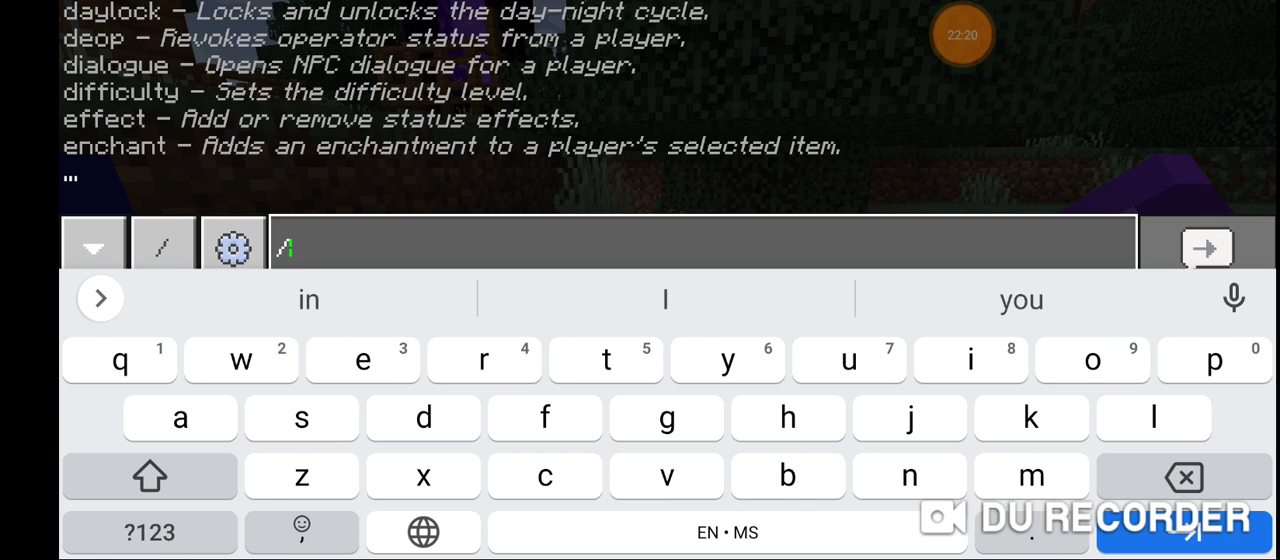 daylock – Locks and unlocks the day-night cycle.
deop – Revokes operator status from a player.
dialogue – Opens NPC dialogue for a player.
difficulty – Sets the difficulty level.
effect – Add or remove status effects.
enchant – Adds an enchantment to a player's selected item.
...
22:20
/
/
in I you
q 1 w 2 e 3 r 4 t 5 y 6 u 7 i 8 o 9 p 0
a s d f g h j k l
z x c v b n m
?123 , EN • MS .
DU RECORDER